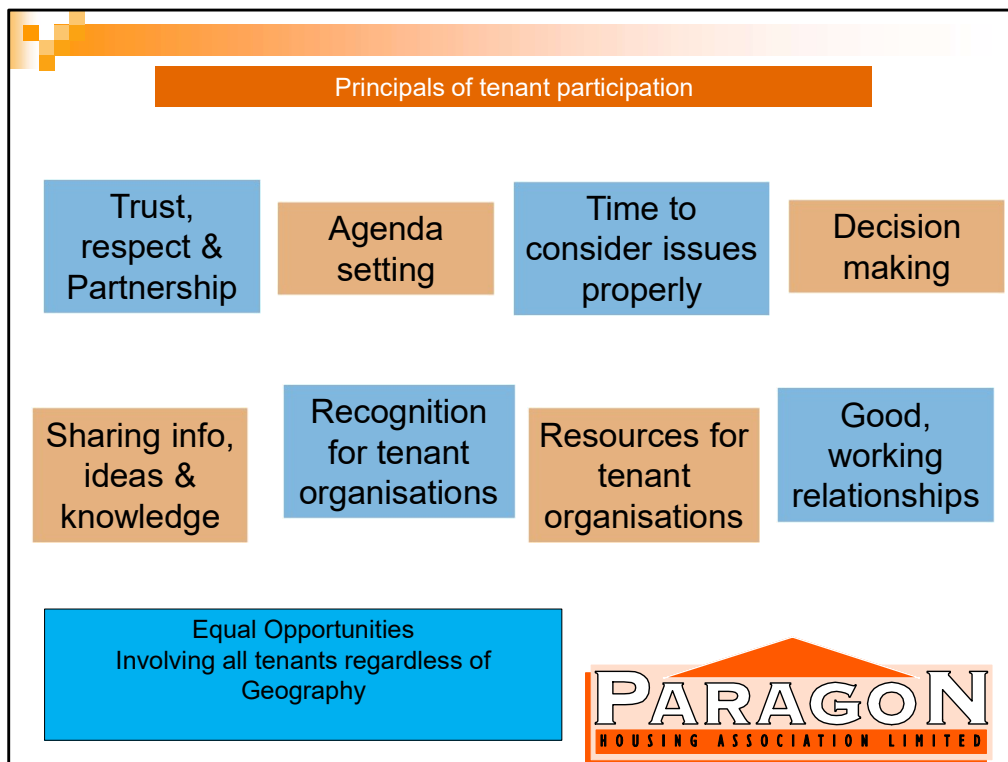 Principals of tenant participation
Trust,
respect &
Partnership
Agenda
setting
Time to
consider issues
properly
Decision
making
Sharing info,
ideas &
knowledge
Recognition
for tenant
organisations
Resources for
tenant
organisations
Good,
working
relationships
Equal Opportunities
Involving all tenants regardless of
Geography
PARAGON
HOUSING ASSOCIATION LIMITED